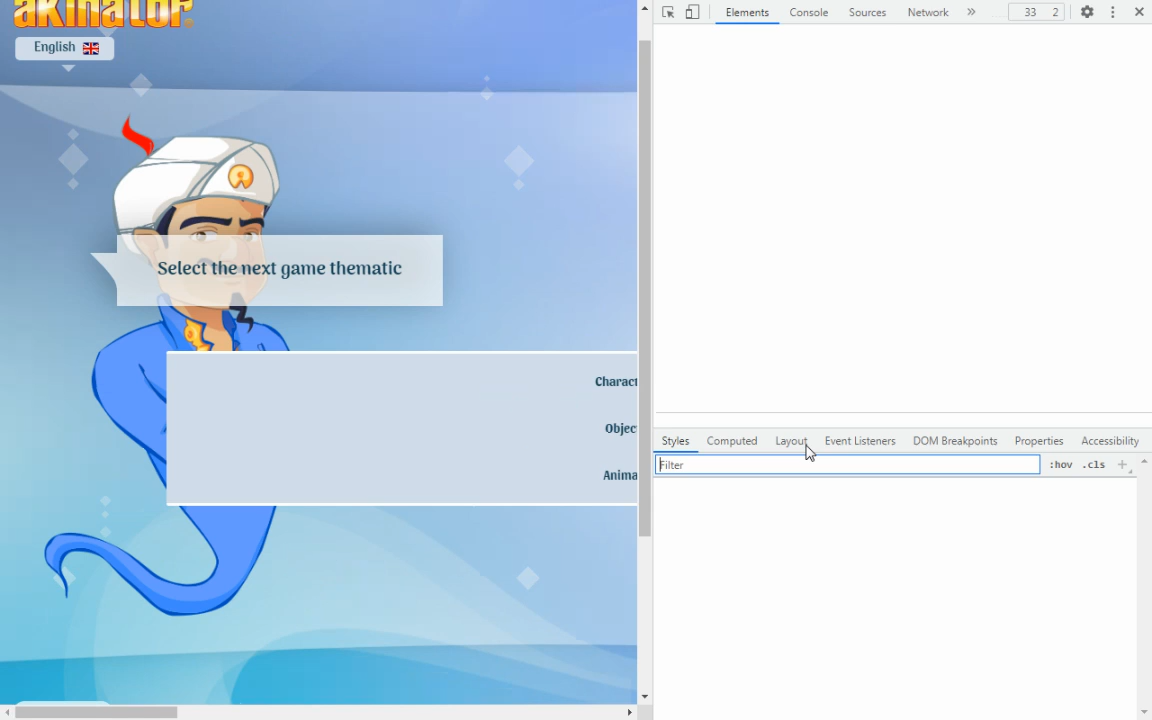 akinator®
English
Select the next game thematic
Charact
Objec
Anima
Elements Console Sources Network » 33 2
Styles Computed Layout Event Listeners DOM Breakpoints Properties Accessibility
Filter :hov .cls +